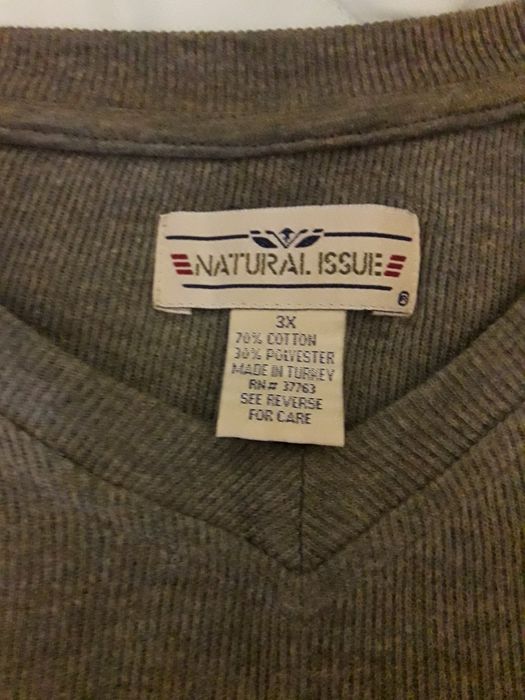 NATURAL ISSUE
®
3X
70% COTTON
30% POLYESTER
MADE IN TURKEY
RN# 37763
SEE REVERSE
FOR CARE